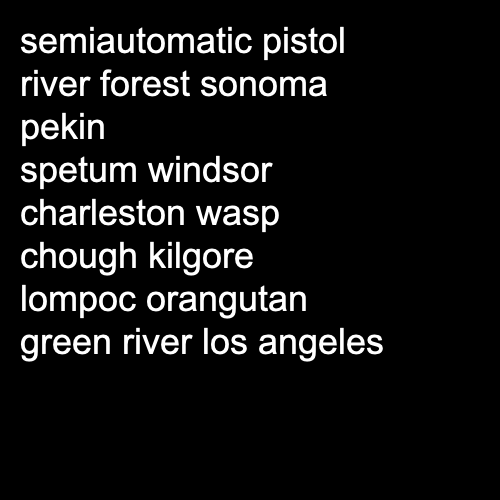 semiautomatic pistol
river forest sonoma
pekin
spetum windsor
charleston wasp
chough kilgore
lompoc orangutan
green river los angeles